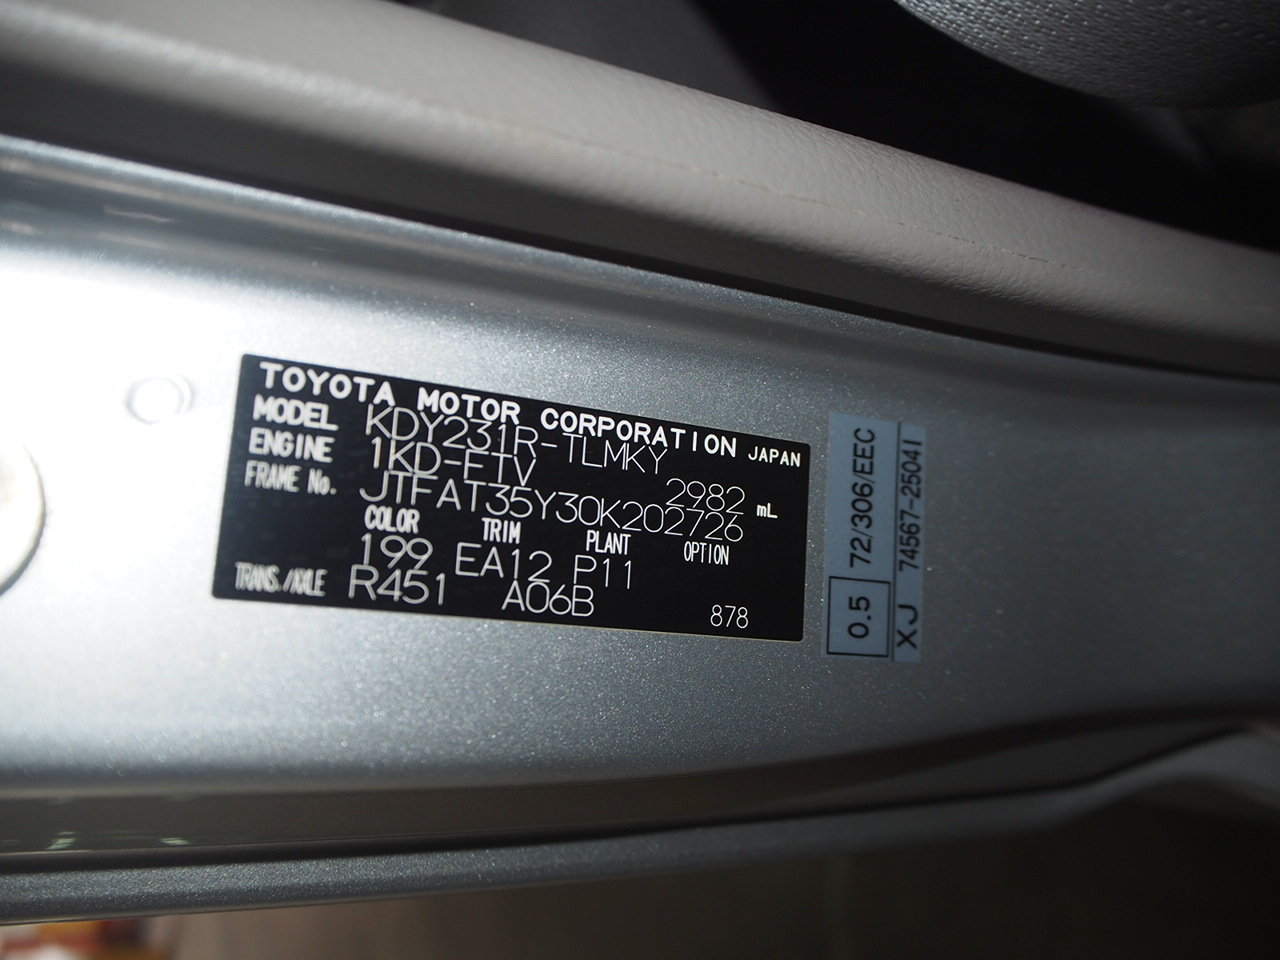 TOYOTA MOTOR CORPORATION JAPAN
MODEL KDY231R-TLMKY
ENGINE 1KD-FTV 2982 mL
FRAME No. JTFAT35Y30K202726
COLOR TRIM PLANT OPTION
199 EA12 P11
TRANS./AXLE R451 A06B 878
0.5 72/306/EEC
XJ 74567-25041